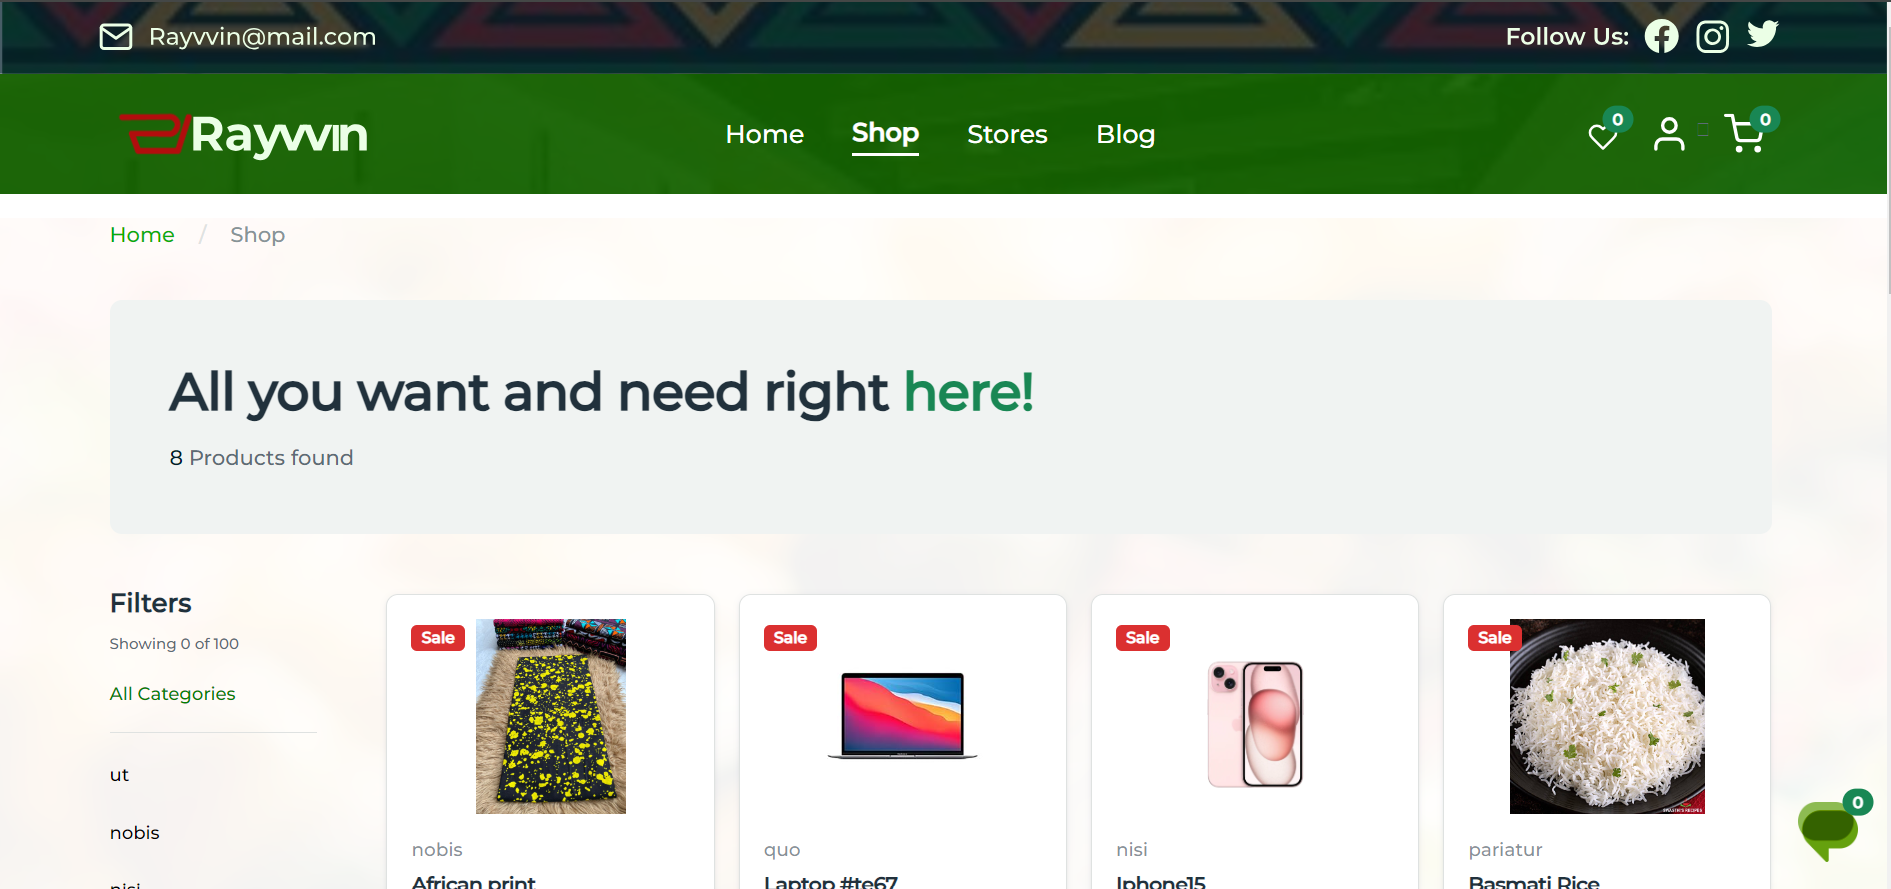 Rayvvin@mail.com
Follow Us:
Rayvvin
Home
Shop
Stores
Blog
0
0
Home / Shop
All you want and need right here!
8 Products found
Filters
Showing 0 of 100
All Categories
ut
nobis
nisi
Sale
Sale
Sale
Sale
nobis
quo
nisi
pariatur
African print
Laptop #te67
Iphone15
Basmati Rice
0